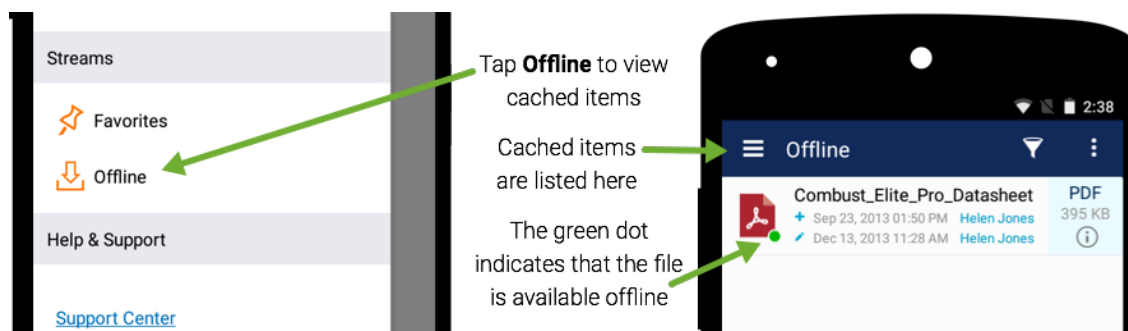 Streams
Favorites
Offline
Help & Support
Support Center
Tap Offline to view
cached items
Cached items
are listed here
The green dot
indicates that the file
is available offline
2:38
Offline
Combust_Elite_Pro_Datasheet
+ Sep 23, 2013 01:50 PM Helen Jones
Dec 13, 2013 11:28 AM Helen Jones
PDF
395 KB